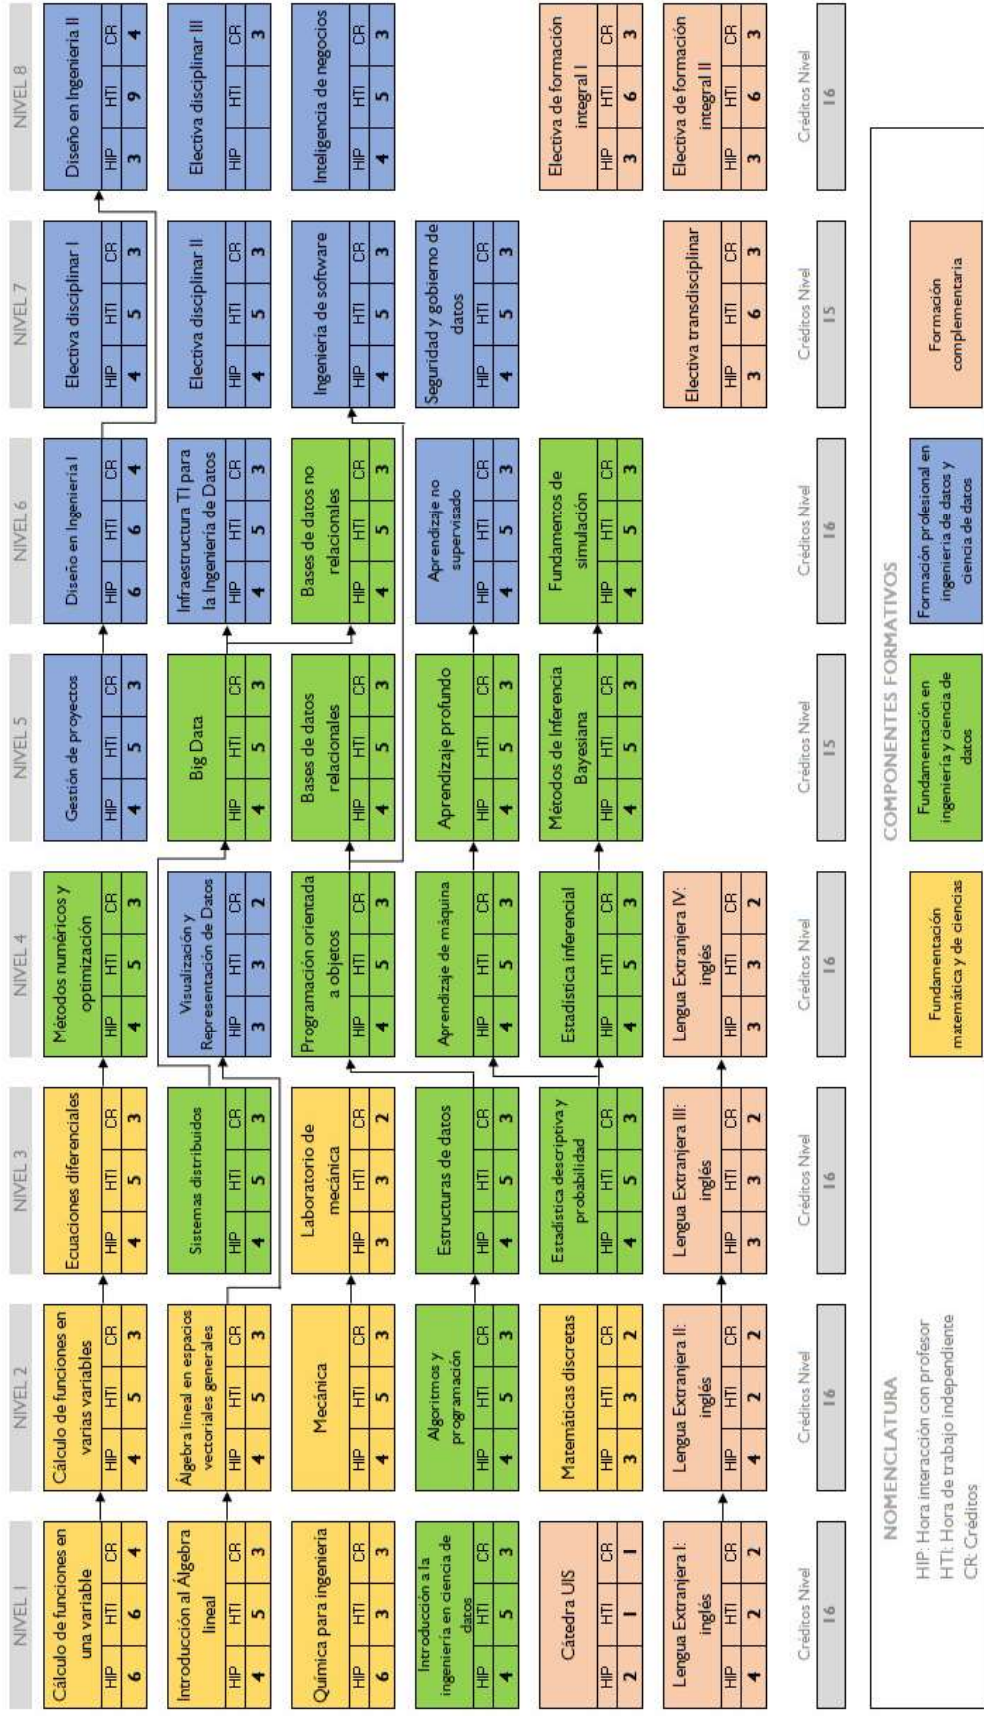 NIVEL 1
Cálculo de funciones en
una variable
HIP HTI CR
6 6 4
Introducción al Álgebra
lineal
HIP HTI CR
4 5 3
Química para ingeniería
HIP HTI CR
6 3 3
Introducción a la
ingeniería en ciencia de
datos
HIP HTI CR
4 5 3
Cátedra UIS
HIP HTI CR
2 1 1
Lengua Extranjera I:
inglés
HIP HTI CR
4 2 2
Créditos Nivel
16
NIVEL 2
Cálculo de funciones en
varias variables
HIP HTI CR
4 5 3
Álgebra lineal en espacios
vectoriales generales
HIP HTI CR
4 5 3
Mecánica
HIP HTI CR
4 5 3
Algoritmos y
programación
HIP HTI CR
4 5 3
Matemáticas discretas
HIP HTI CR
3 3 2
Lengua Extranjera II:
inglés
HIP HTI CR
4 2 2
Créditos Nivel
16
NIVEL 3
Ecuaciones diferenciales
HIP HTI CR
4 5 3
Sistemas distribuidos
HIP HTI CR
4 5 3
Laboratorio de
mecánica
HIP HTI CR
3 3 2
Estructuras de datos
HIP HTI CR
4 5 3
Estadística descriptiva y
probabilidad
HIP HTI CR
4 5 3
Lengua Extranjera III:
inglés
HIP HTI CR
3 3 2
Créditos Nivel
16
NIVEL 4
Métodos numéricos y
optimización
HIP HTI CR
4 5 3
Visualización y
Representación de Datos
HIP HTI CR
3 3 2
Programación orientada
a objetos
HIP HTI CR
4 5 3
Aprendizaje de máquina
HIP HTI CR
4 5 3
Estadística inferencial
HIP HTI CR
4 5 3
Lengua Extranjera IV:
inglés
HIP HTI CR
3 3 2
Créditos Nivel
16
NIVEL 5
Gestión de proyectos
HIP HTI CR
4 5 3
Big Data
HIP HTI CR
4 5 3
Bases de datos
relacionales
HIP HTI CR
4 5 3
Aprendizaje profundo
HIP HTI CR
4 5 3
Métodos de Inferencia
Bayesiana
HIP HTI CR
4 5 3
Créditos Nivel
15
NIVEL 6
Diseño en Ingeniería I
HIP HTI CR
6 6 4
Infraestructura TI para
la Ingeniería de Datos
HIP HTI CR
4 5 3
Bases de datos no
relacionales
HIP HTI CR
4 5 3
Aprendizaje no
supervisado
HIP HTI CR
4 5 3
Fundamentos de
simulación
HIP HTI CR
4 5 3
Créditos Nivel
16
NIVEL 7
Electiva disciplinar I
HIP HTI CR
4 5 3
Electiva disciplinar II
HIP HTI CR
4 5 3
Ingeniería de software
HIP HTI CR
4 5 3
Seguridad y gobierno de
datos
HIP HTI CR
4 5 3
Electiva transdisciplinar
HIP HTI CR
3 6 3
Créditos Nivel
15
NIVEL 8
Diseño en Ingeniería II
HIP HTI CR
3 9 4
Electiva disciplinar III
HIP HTI CR
3
Inteligencia de negocios
HIP HTI CR
4 5 3
Electiva de formación
integral I
HIP HTI CR
3 6 3
Electiva de formación
integral II
HIP HTI CR
3 6 3
Créditos Nivel
16
NOMENCLATURA
HIP: Hora interacción con profesor
HTI: Hora de trabajo independiente
CR: Créditos
COMPONENTES FORMATIVOS
Fundamentación
matemática y de ciencias
Fundamentación en
ingeniería y ciencia de
datos
Formación profesional en
ingeniería de datos y
ciencia de datos
Formación
complementaria